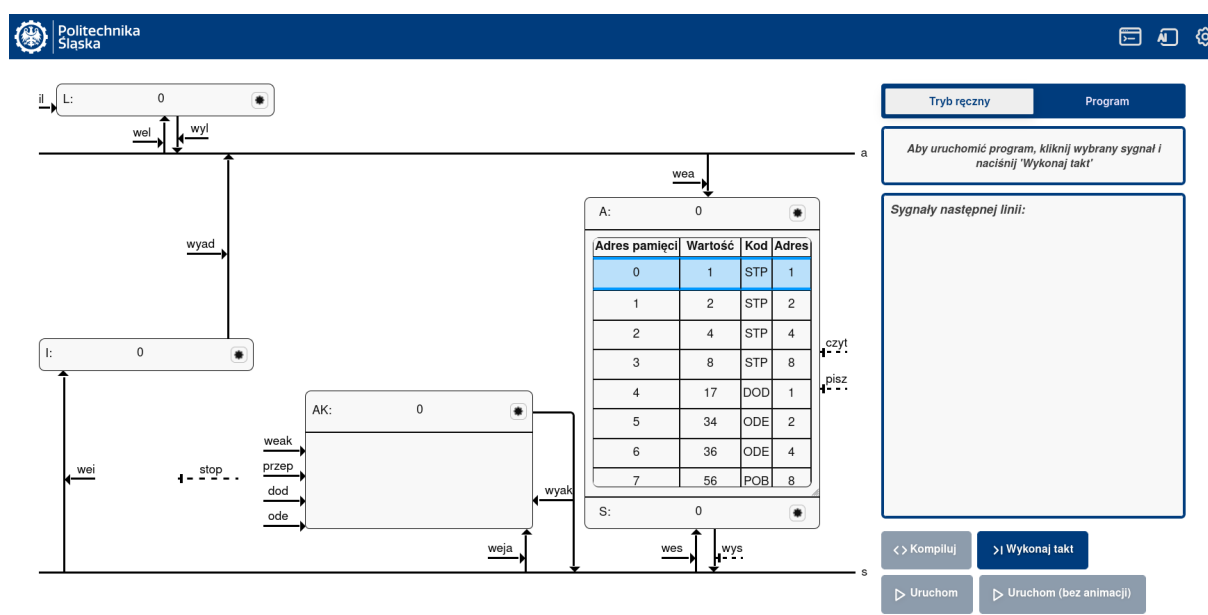 Politechnika
Śląska
il L: 0
wel wyl
a
wea
Tryb ręczny Program
Aby uruchomić program, kliknij wybrany sygnał i
naciśnij 'Wykonaj takt'
Sygnały następnej linii:
A: 0
wyad
Adres pamięci Wartość Kod Adres
0 1 STP 1
1 2 STP 2
2 4 STP 4
3 8 STP 8
4 17 DOD 1
5 34 ODE 2
6 36 ODE 4
7 56 POB 8
czyt
pisz
I: 0
AK: 0
weak
przep
dod
ode
wei stop
wyak
S: 0
weja
wes wys
s
Kompiluj Wykonaj takt
Uruchom Uruchom (bez animacji)